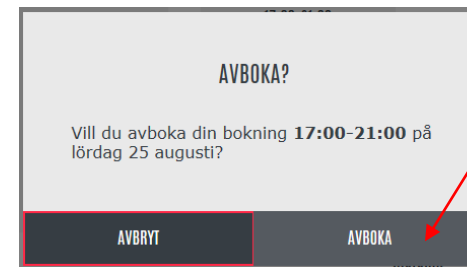 AVBOKA?
Vill du avboka din bokning 17:00-21:00 på
lördag 25 augusti?
AVBRYT
AVBOKA